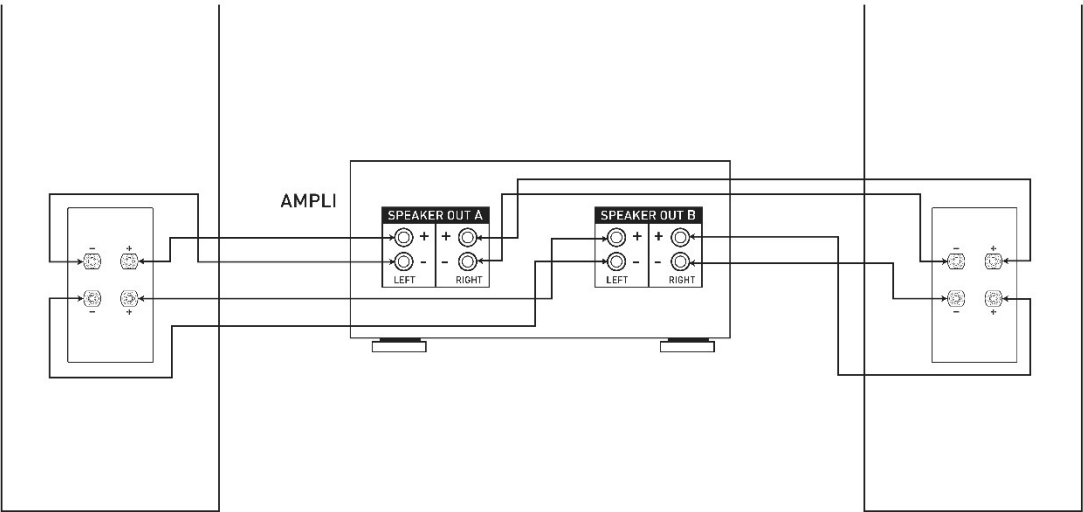 AMPLI
SPEAKER OUT A
+ +
- -
LEFT RIGHT
SPEAKER OUT B
+ +
- -
LEFT RIGHT
- +
- +
- +
- +